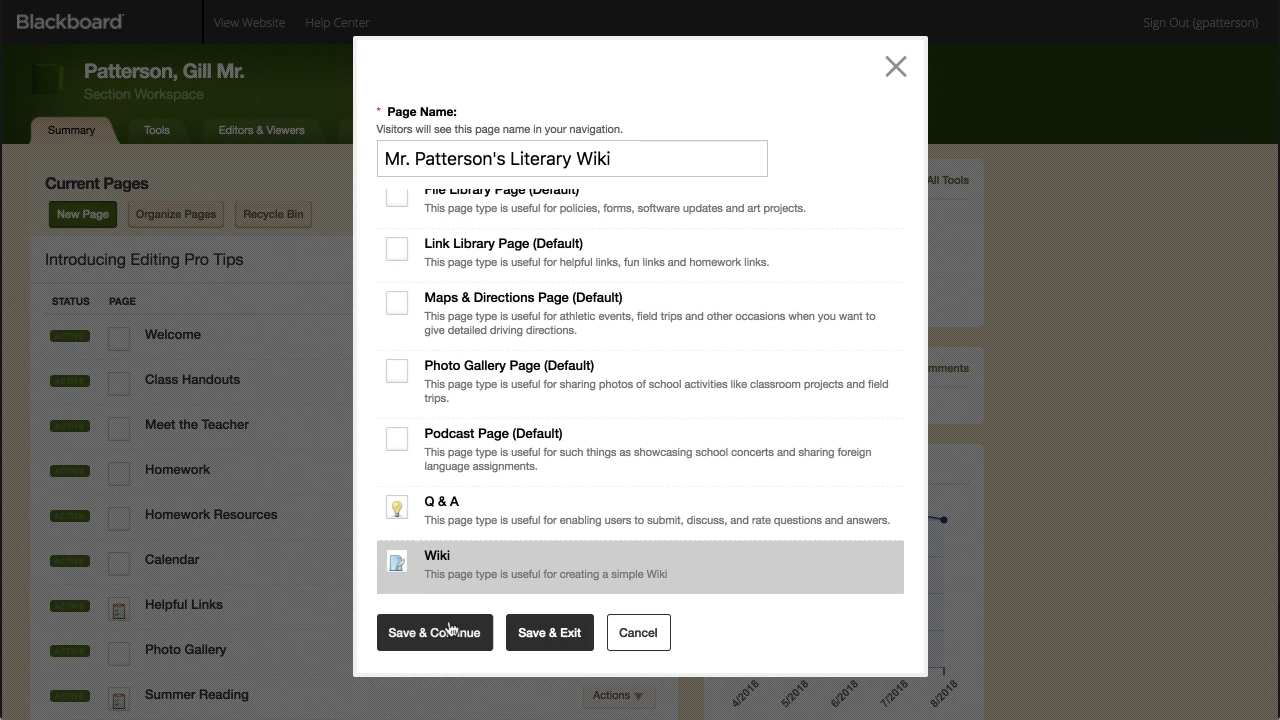 Blackboard
View Website Help Center Sign Out (gpatterson)
Patterson, Gill Mr.
Section Workspace
Summary Tools Editors & Viewers
Current Pages
New Page Organize Pages Recycle Bin
Introducing Editing Pro Tips
STATUS PAGE
ACTIVE Welcome
ACTIVE Class Handouts
ACTIVE Meet the Teacher
ACTIVE Homework
ACTIVE Homework Resources
ACTIVE Calendar
ACTIVE Helpful Links
ACTIVE Photo Gallery
ACTIVE Summer Reading Actions
* Page Name:
Visitors will see this page name in your navigation.
Mr. Patterson's Literary Wiki
File Library Page (Default)
This page type is useful for policies, forms, software updates and art projects.
Link Library Page (Default)
This page type is useful for helpful links, fun links and homework links.
Maps & Directions Page (Default)
This page type is useful for athletic events, field trips and other occasions when you want to
give detailed driving directions.
Photo Gallery Page (Default)
This page type is useful for sharing photos of school activities like classroom projects and field
trips.
Podcast Page (Default)
This page type is useful for such things as showcasing school concerts and sharing foreign
language assignments.
Q & A
This page type is useful for enabling users to submit, discuss, and rate questions and answers.
Wiki
This page type is useful for creating a simple Wiki
Save & Continue Save & Exit Cancel
All Tools
mments
4/2018 5/2018 6/2018 7/2018 8/2018